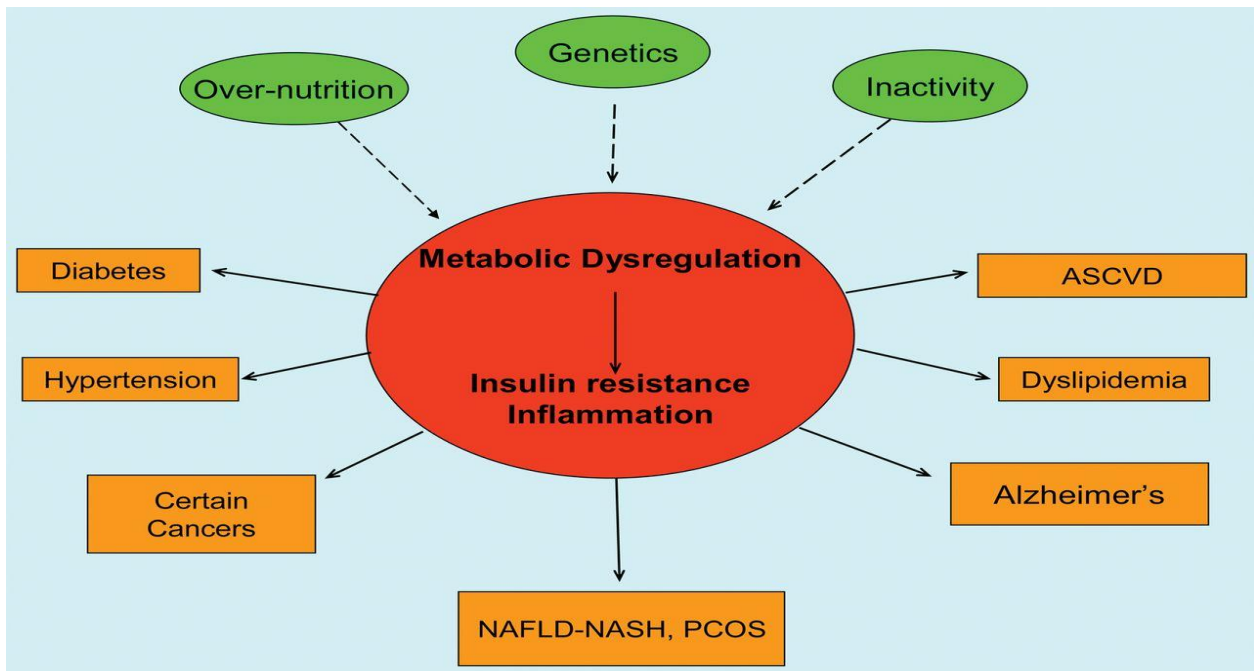 Genetics
Over-nutrition
Inactivity
Metabolic Dysregulation
Insulin resistance
Inflammation
Diabetes
Hypertension
Certain
Cancers
NAFLD-NASH, PCOS
ASCVD
Dyslipidemia
Alzheimer’s